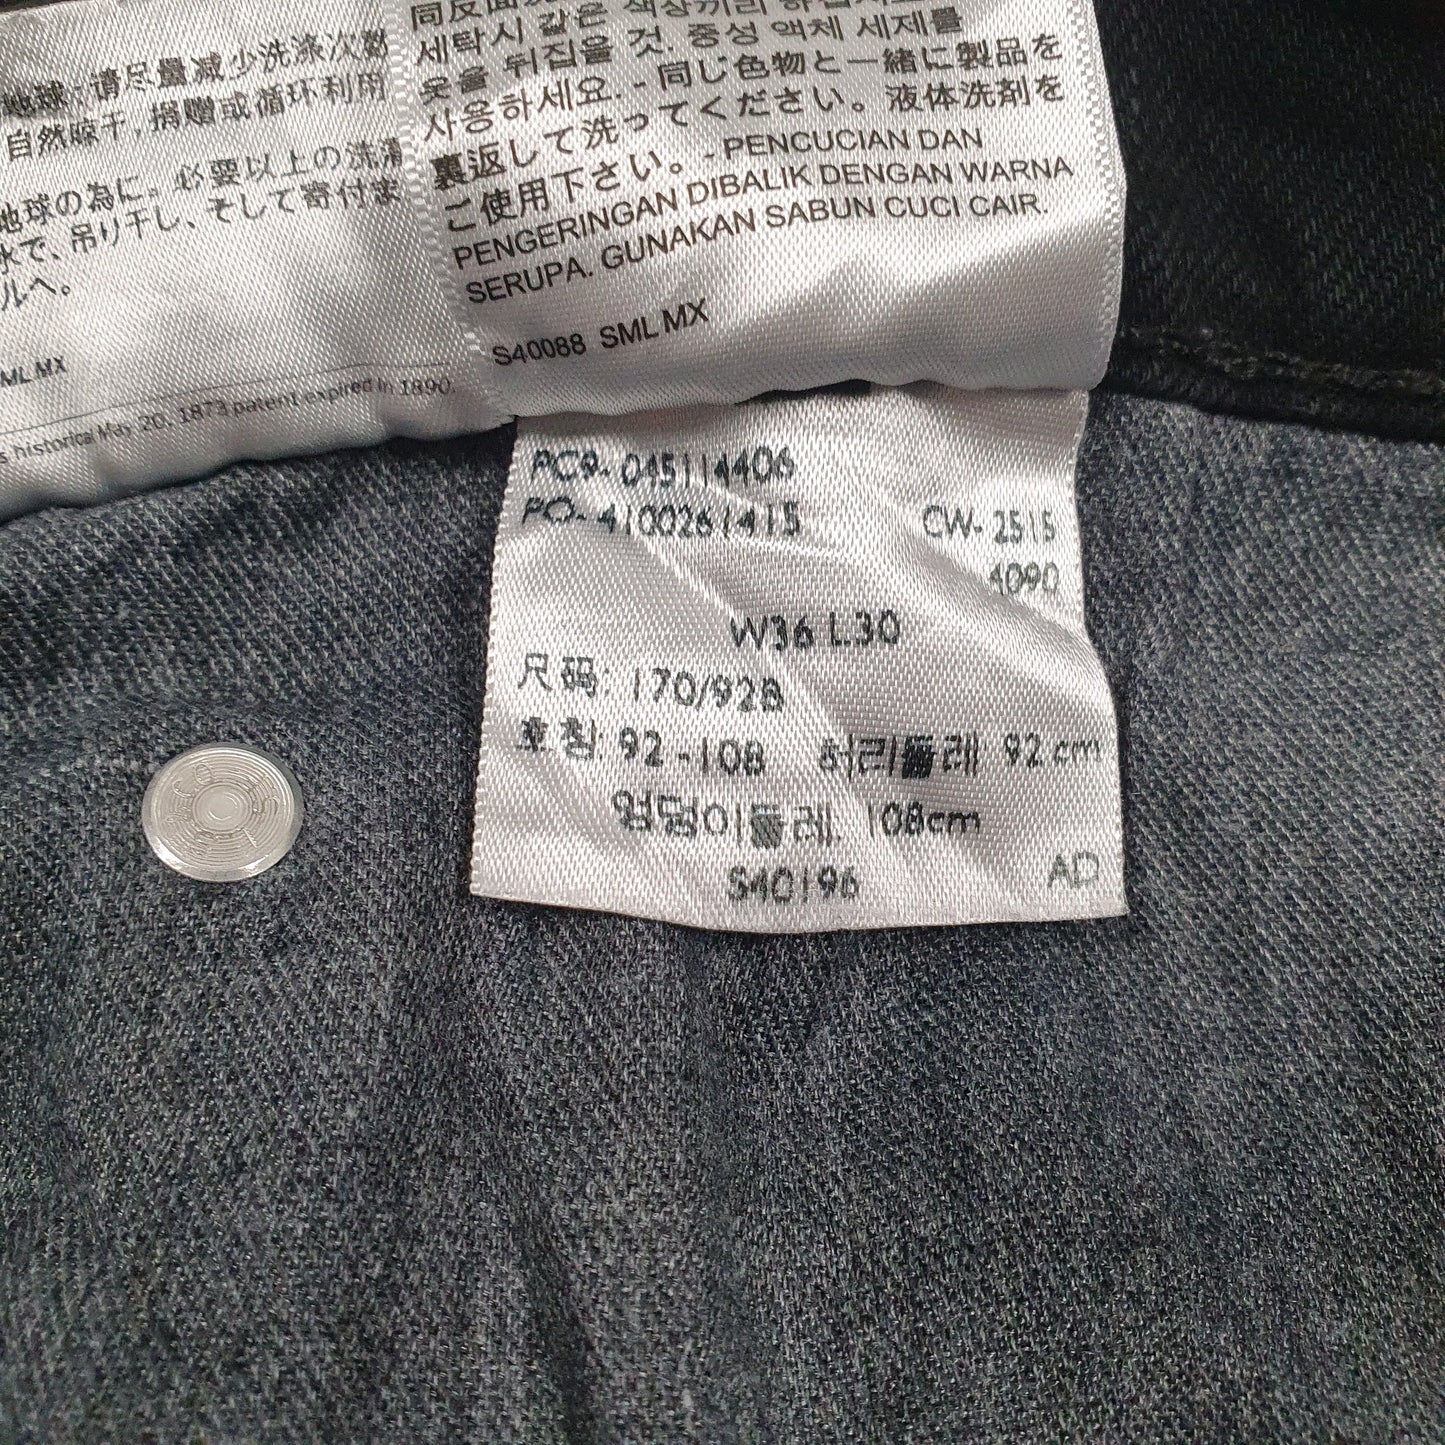 地球,请尽量减少洗涤次数
自然晾干,捐赠或循环利用
必要以上の洗濯
地球の為に。
水で、吊り干し、そして寄付ま
ルへ。
ML MX
s historical May 20, 1873 patent expired in 1890.
세탁시 같은 색상끼리
옷을 뒤집을 것. 중성 액체 세제를
사용하세요. - 同じ色物と一緒に製品を
裏返して洗ってください。液体洗剤を
ご使用下さい。- PENCUCIAN DAN
PENGERINGAN DIBALIK DENGAN WARNA
SERUPA. GUNAKAN SABUN CUCI CAIR.
S40088 SML MX
PC9-045114406
PO-4100261415 CW- 2515
4090
W36 L30
尺码: 170/92B
호칭: 92-108 허리둘레: 92cm
엉덩이둘레: 108cm
S40196 AD